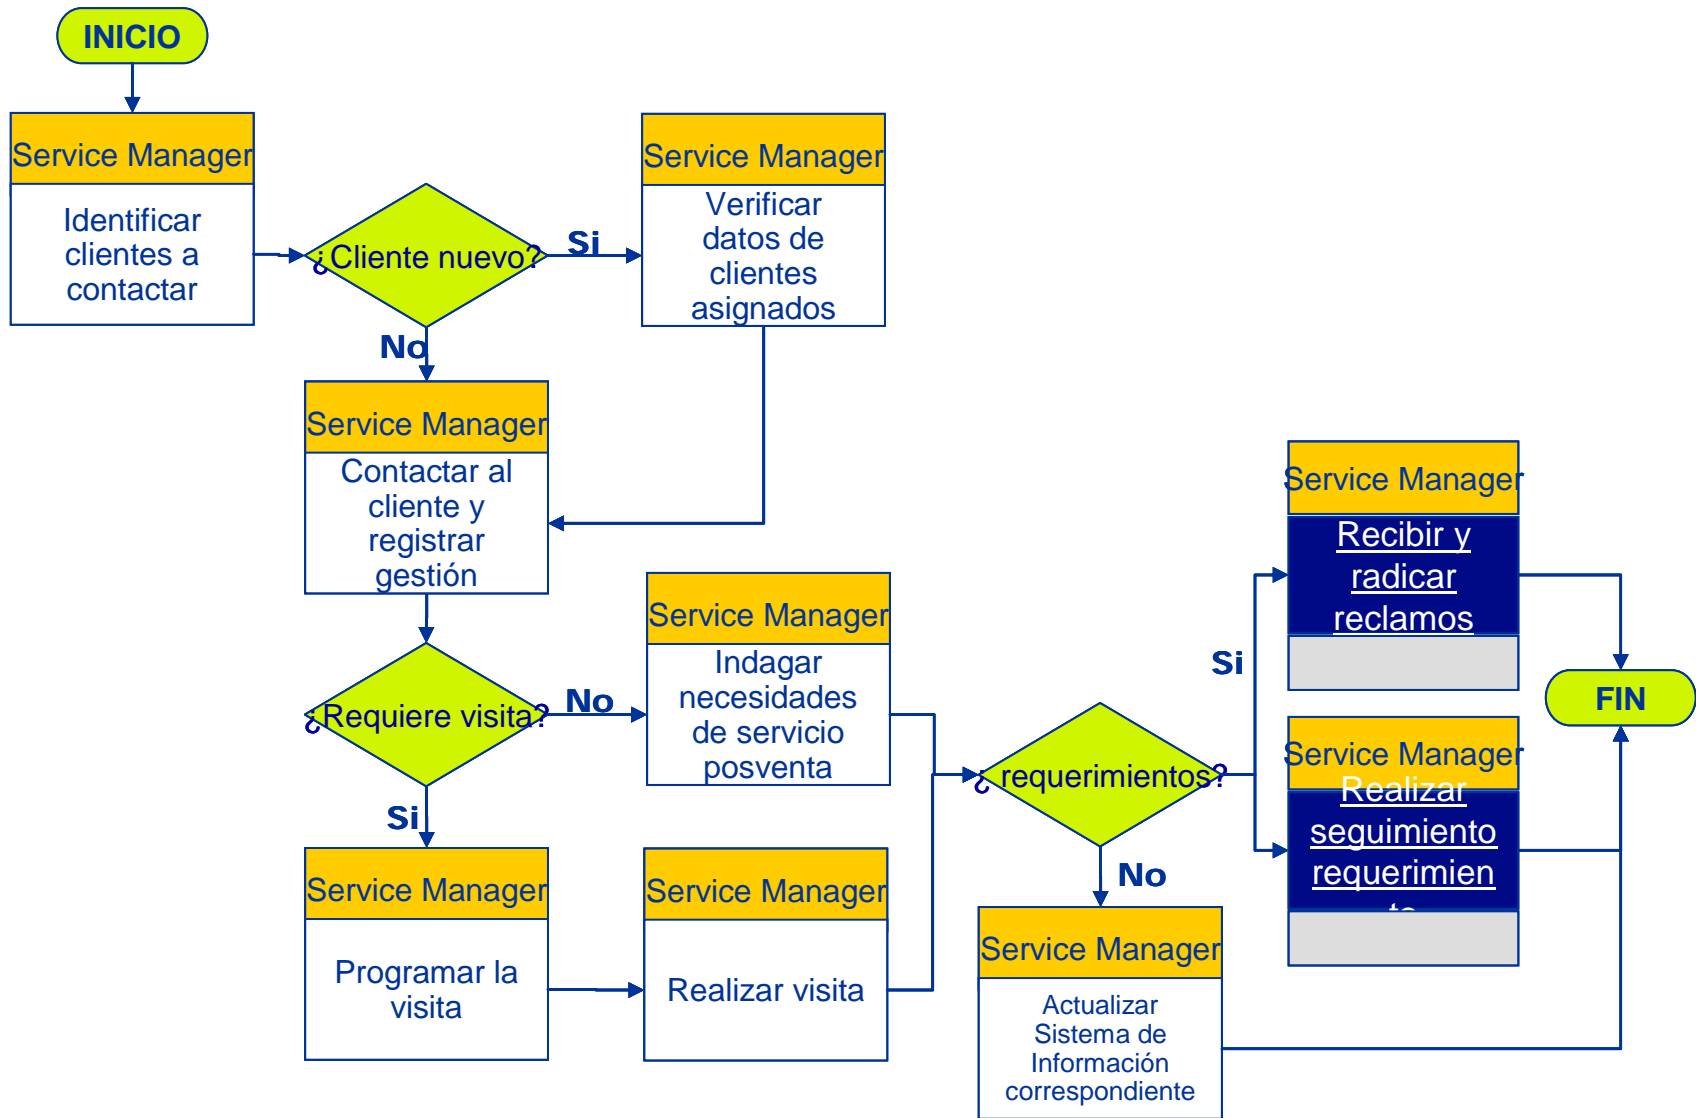 INICIO
Service Manager
Identificar
clientes a
contactar
¿Cliente nuevo?
Si
Service Manager
Verificar
datos de
clientes
asignados
No
Service Manager
Contactar al
cliente y
registrar
gestión
¿Requiere visita?
No
Service Manager
Indagar
necesidades
de servicio
posventa
Si
Service Manager
Programar la
visita
Service Manager
Realizar visita
¿ requerimientos?
Si
Service Manager
Recibir y
radicar
reclamos
Service Manager
Realizar
seguimiento
requerimien
to
No
Service Manager
Actualizar
Sistema de
Información
correspondiente
FIN